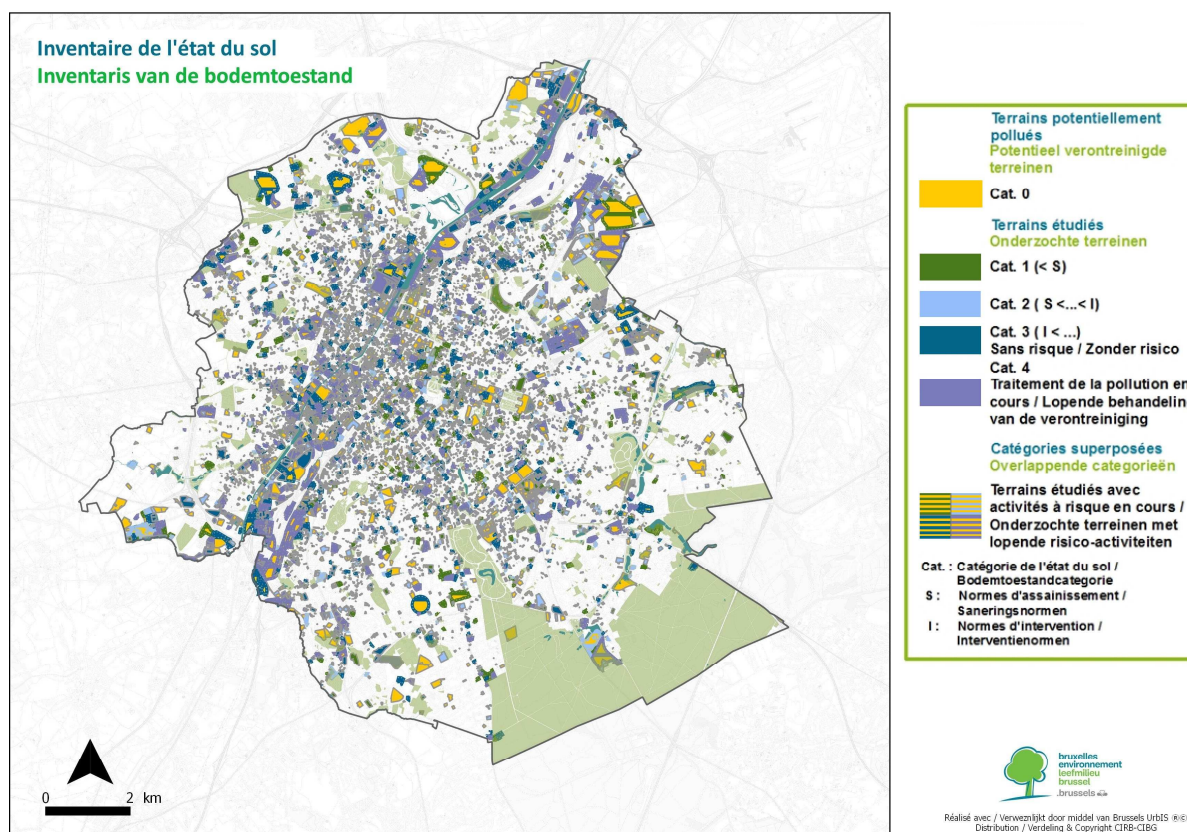 Inventaire de l'état du sol
Inventaris van de bodemtoestand
0 2 km
Terrains potentiellement
pollués
Potentieel verontreinigde
terreinen
Cat. 0
Terrains étudiés
Onderzochte terreinen
Cat. 1 (< S)
Cat. 2 ( S <...< I)
Cat. 3 ( I < ...)
Sans risque / Zonder risico
Cat. 4
Traitement de la pollution en
cours / Lopende behandelin
van de verontreiniging
Catégories superposées
Overlappende categorieën
Terrains étudiés avec
activités à risque en cours /
Onderzochte terreinen met
lopende risico-activiteiten
Cat. : Catégorie de l'état du sol /
Bodemtoestandcategorie
S : Normes d'assainissement /
Saneringsnormen
I : Normes d'intervention /
Interventienormen
bruxelles
environnement
leefmilieu
brussel
.brussels
Réalisé avec / Verweznlijkt door middel van Brussels UrbIS ®©
Distribution / Verdeling & Copyright CIRB-CIBG